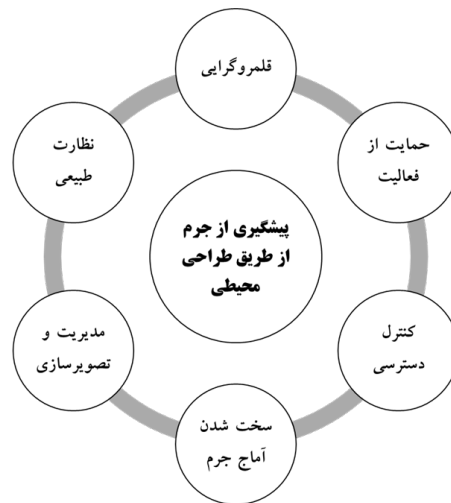 قلمروگرایی
حمایت از
فعالیت
کنترل
دسترسی
سخت شدن
آماج جرم
مدیریت و
تصویرسازی
نظارت
طبیعی
پیشگیری از جرم
از طریق طراحی
محیطی